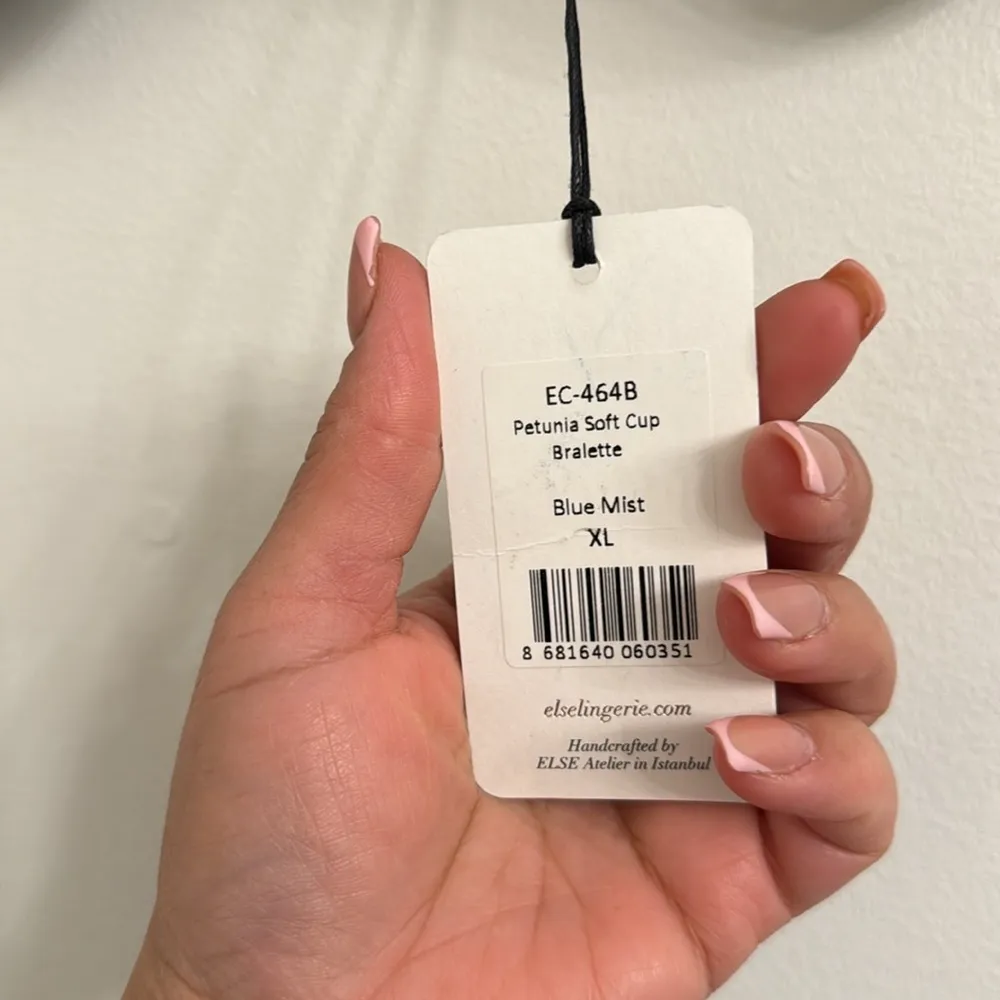 EC-464B
Petunia Soft Cup
Bralette
Blue Mist
XL
8 681640 060351
elselingerie.com
Handcrafted by
ELSE Atelier in Istanbul